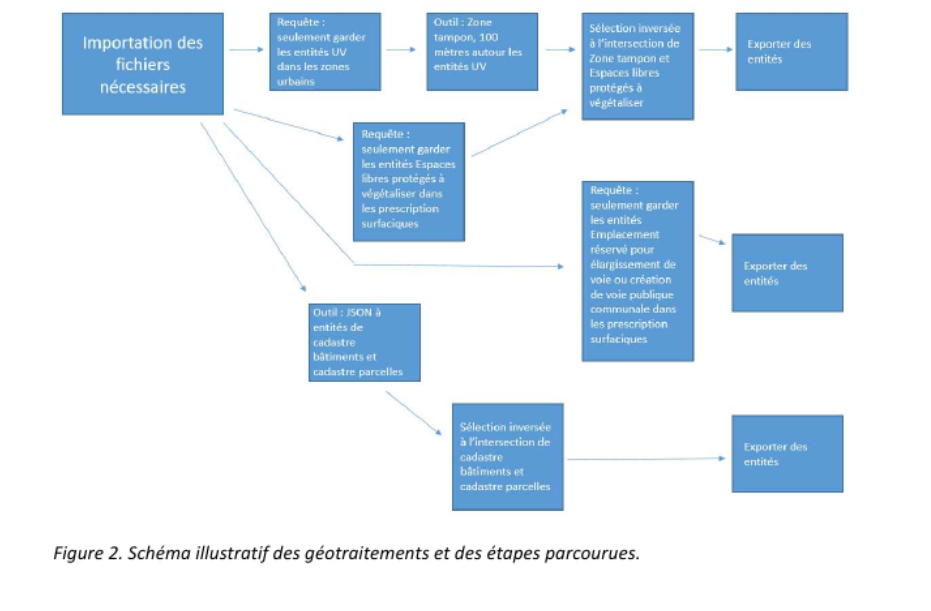 Importation des
fichiers
nécessaires
Requête :
seulement garder
les entités UV
dans les zones
urbains
Outil : Zone
tampon, 100
mètres autour les
entités UV
Sélection inversée
à l'intersection de
Zone tampon et
Espaces libres
protégés à
végétaliser
Exporter des
entités
Requête :
seulement garder
les entités Espaces
libres protégés à
végétaliser dans
les prescription
surfaciques
Requête :
seulement garder
les entités
Emplacement
réservé pour
élargissement de
voie ou création
de voie publique
communale dans
les prescription
surfaciques
Exporter des
entités
Outil : JSON à
entités de
cadastre
bâtiments et
cadastre parcelles
Sélection inversée
à l'intersection de
cadastre
bâtiments et
cadastre parcelles
Exporter des
entités
Figure 2. Schéma illustratif des géotraitements et des étapes parcourues.